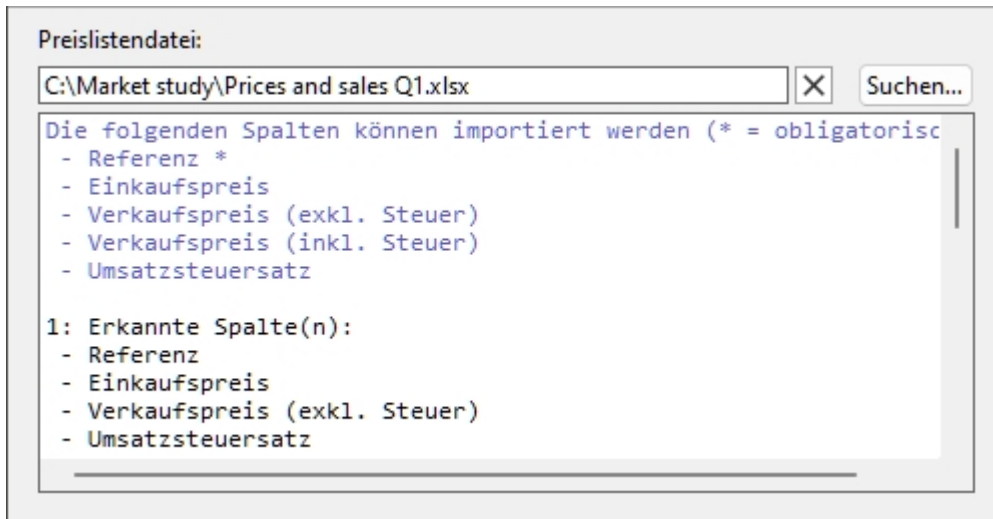 Preislistendatei:
C:\Market study\Prices and sales Q1.xlsx
Suchen...
Die folgenden Spalten können importiert werden (* = obligatorisc
- Referenz *
- Einkaufspreis
- Verkaufspreis (exkl. Steuer)
- Verkaufspreis (inkl. Steuer)
- Umsatzsteuersatz
1: Erkannte Spalte(n):
- Referenz
- Einkaufspreis
- Verkaufspreis (exkl. Steuer)
- Umsatzsteuersatz